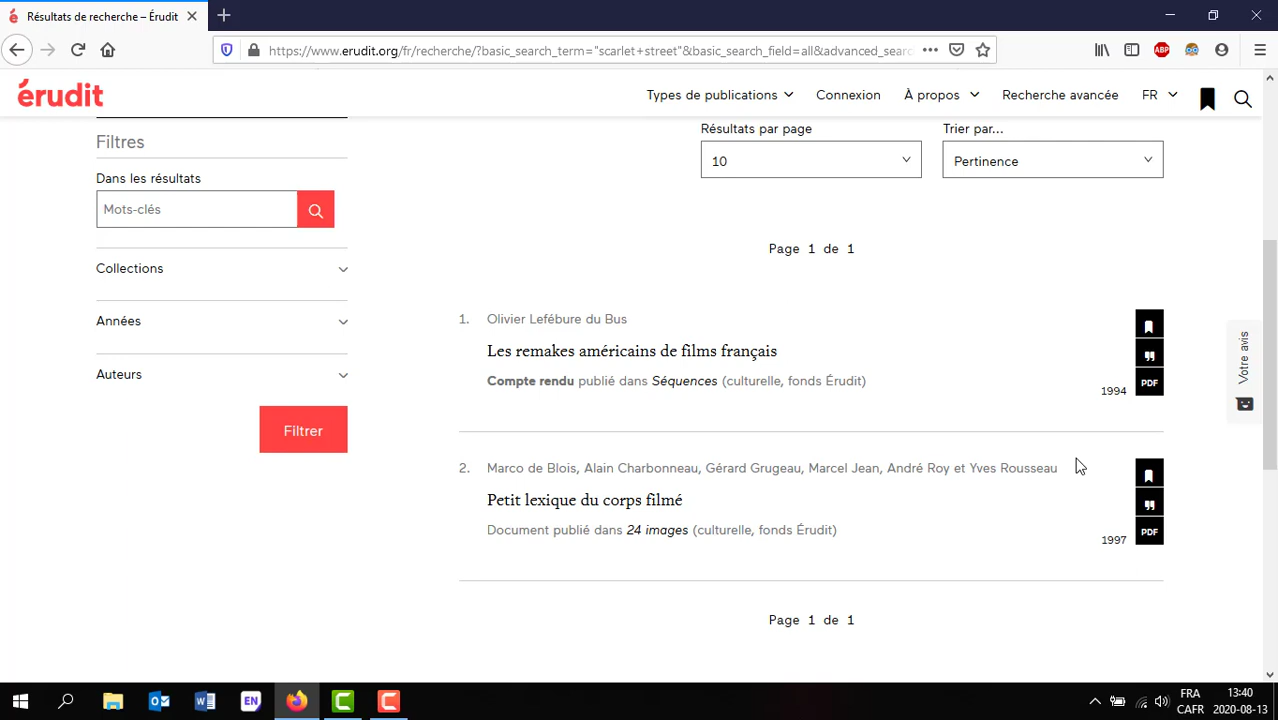 Résultats de recherche – Érudit
https://www.erudit.org/fr/recherche/?basic_search_term="scarlet+street"&basic_search_field=all&advanced_searc
ABP
érudit
Types de publications
Connexion
À propos
Recherche avancée
FR
Filtres
Dans les résultats
Mots-clés
Collections
Années
Auteurs
Filtrer
Résultats par page
10
Trier par...
Pertinence
Page 1 de 1
1. Olivier Lefébure du Bus
Les remakes américains de films français
Compte rendu publié dans Séquences (culturelle, fonds Érudit)
1994
PDF
2. Marco de Blois, Alain Charbonneau, Gérard Grugeau, Marcel Jean, André Roy et Yves Rousseau
Petit lexique du corps filmé
Document publié dans 24 images (culturelle, fonds Érudit)
1997
PDF
Page 1 de 1
Votre avis
EN
FRA
CAFR
13:40
2020-08-13